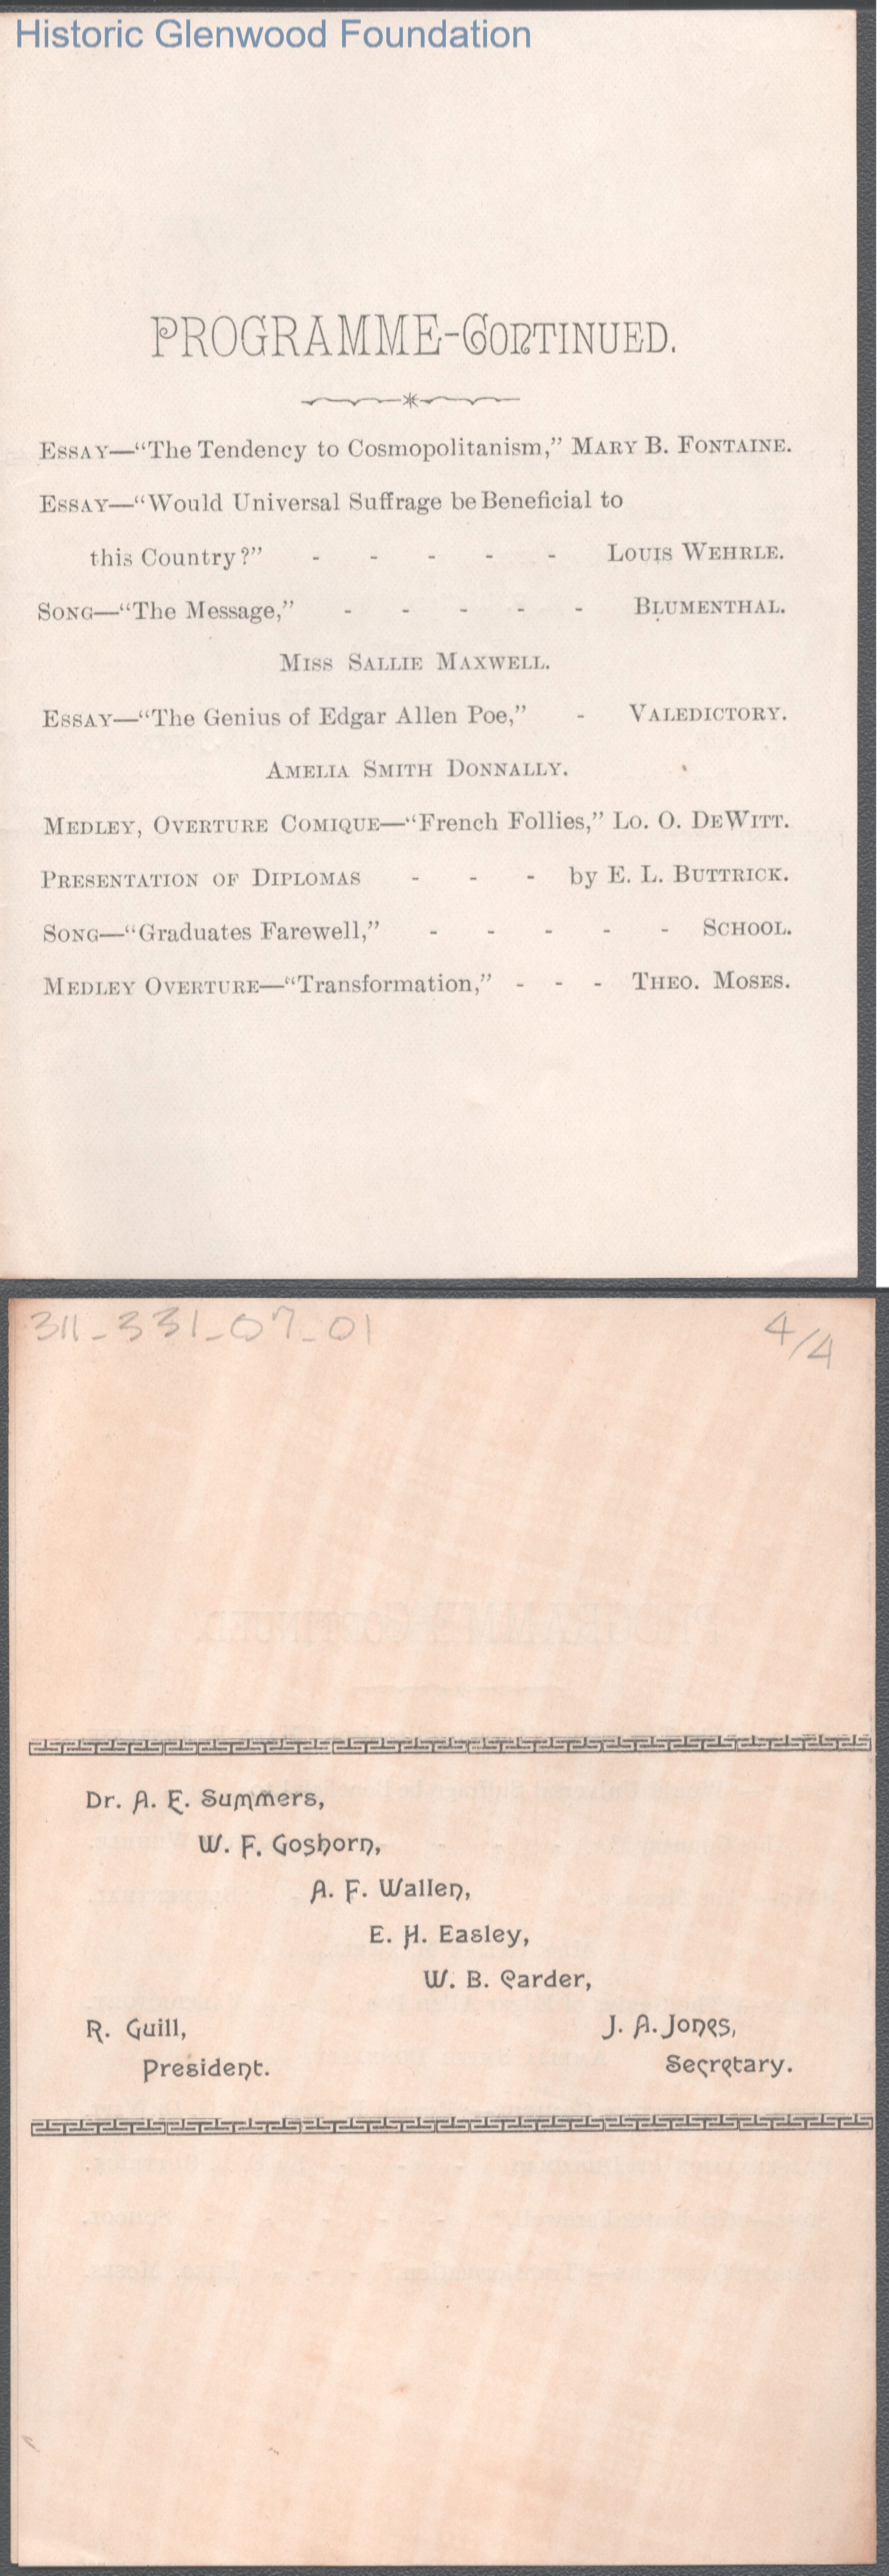 Historic Glenwood Foundation
PROGRAMME-CONTINUED.
ESSAY—"The Tendency to Cosmopolitanism," MARY B. FONTAINE.
ESSAY—"Would Universal Suffrage be Beneficial to
this Country?" - - - - - LOUIS WEHRLE.
SONG—"The Message," - - - - - BLUMENTHAL.
MISS SALLIE MAXWELL.
ESSAY—"The Genius of Edgar Allen Poe," - VALEDICTORY.
AMELIA SMITH DONNALLY.
MEDLEY, OVERTURE COMIQUE—"French Follies," LO. O. DEWITT.
PRESENTATION OF DIPLOMAS - - - by E. L. BUTTRICK.
SONG—"Graduates Farewell," - - - - - SCHOOL.
MEDLEY OVERTURE—"Transformation," - - - THEO. MOSES.
311_331_07_01 4/4
Dr. A. E. Summers,
W. F. Goshorn,
A. F. Wallen,
E. H. Easley,
W. B. Carder,
R. Guill, J. A. Jones,
President. Secretary.